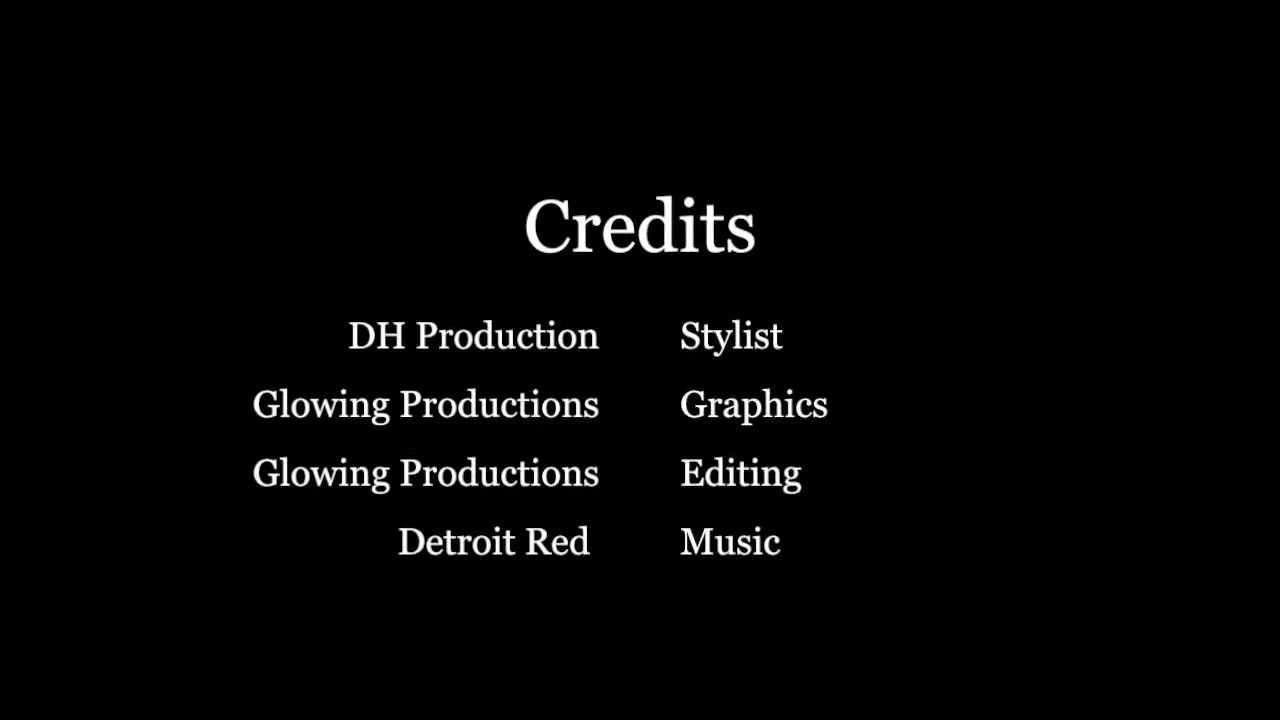 Credits
DH Production Stylist
Glowing Productions Graphics
Glowing Productions Editing
Detroit Red Music